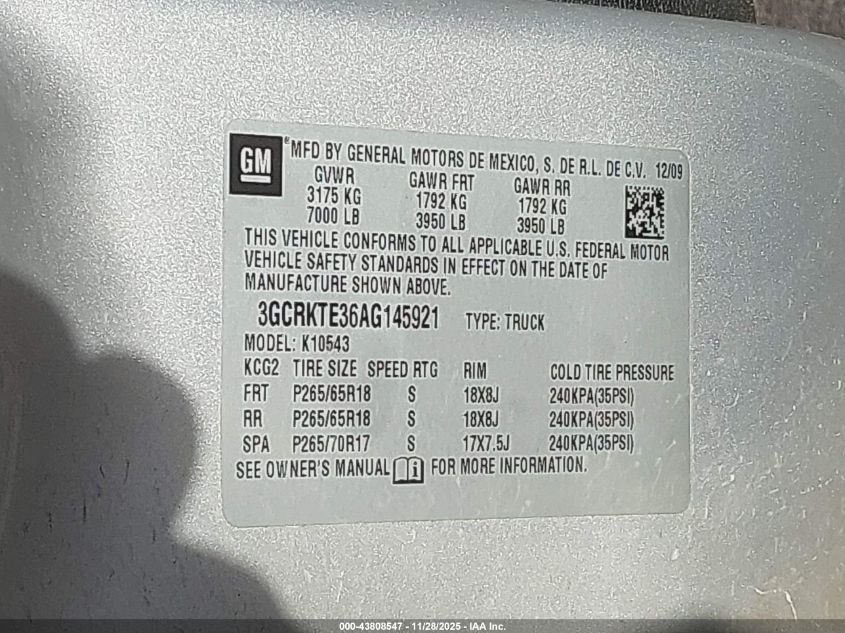 GM ® MFD BY GENERAL MOTORS DE MEXICO, S. DE R.L. DE C.V. 12/09
GVWR GAWR FRT GAWR RR
3175 KG 1792 KG 1792 KG
7000 LB 3950 LB 3950 LB
THIS VEHICLE CONFORMS TO ALL APPLICABLE U.S. FEDERAL MOTOR
VEHICLE SAFETY STANDARDS IN EFFECT ON THE DATE OF
MANUFACTURE SHOWN ABOVE.
3GCRKTE36AG145921 TYPE: TRUCK
MODEL: K10543
KCG2 TIRE SIZE SPEED RTG RIM COLD TIRE PRESSURE
FRT P265/65R18 S 18X8J 240KPA(35PSI)
RR P265/65R18 S 18X8J 240KPA(35PSI)
SPA P265/70R17 S 17X7.5J 240KPA(35PSI)
SEE OWNER'S MANUAL FOR MORE INFORMATION.
000-43808547 - 11/28/2025 - IAA Inc.